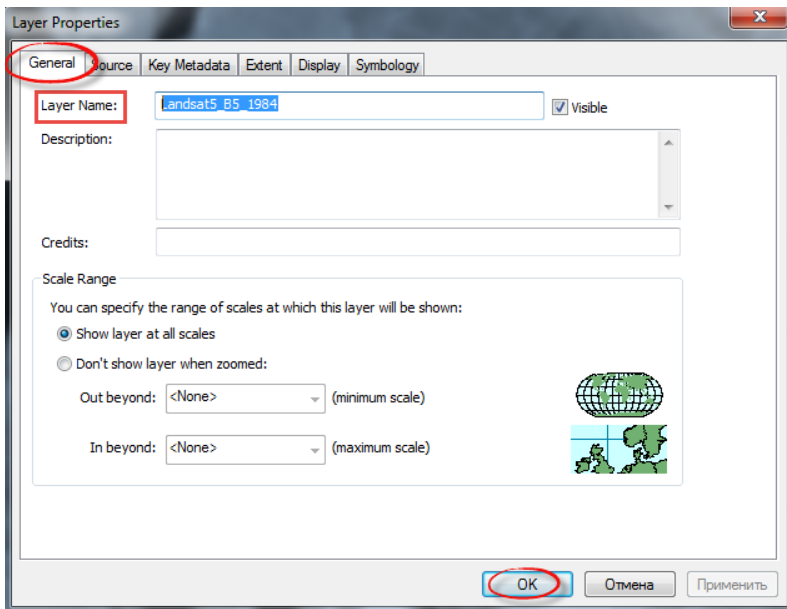 Layer Properties
x
General Source Key Metadata Extent Display Symbology
Layer Name: Landsat5_B5_1984 Visible
Description:
Credits:
Scale Range
You can specify the range of scales at which this layer will be shown:
Show layer at all scales
Don't show layer when zoomed:
Out beyond: <None> (minimum scale)
In beyond: <None> (maximum scale)
OK Отмена Применить